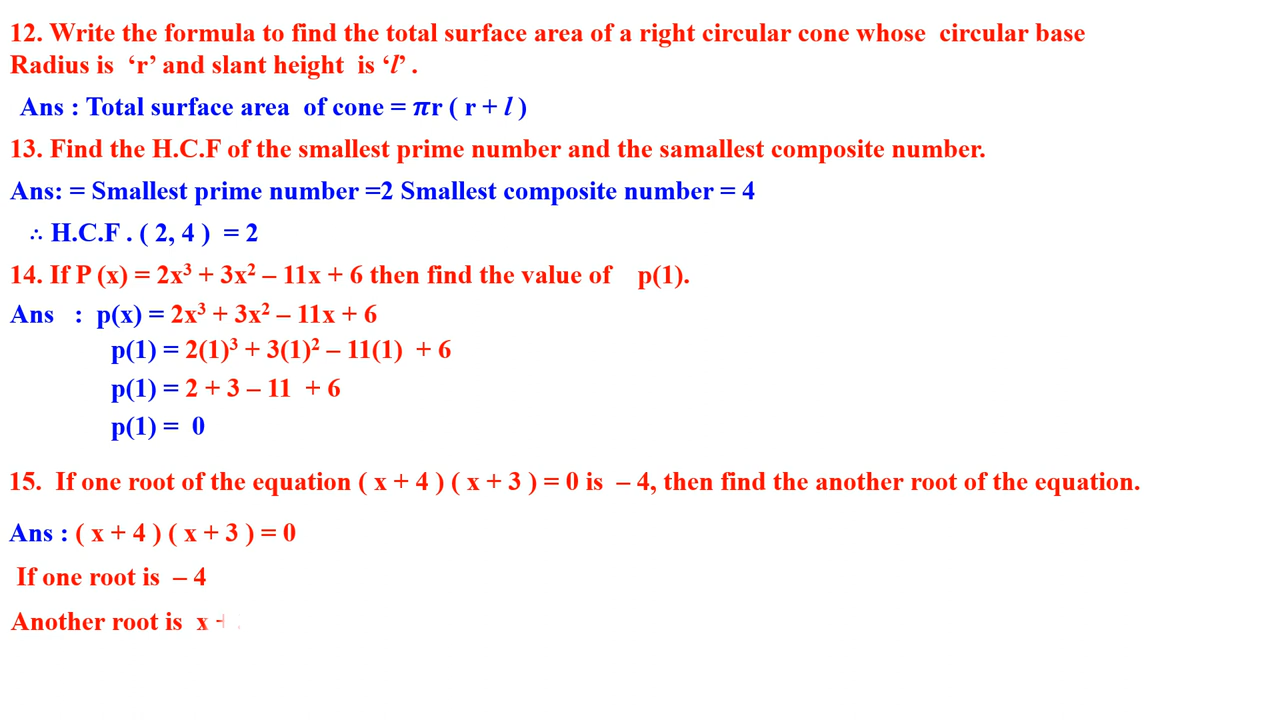 12. Write the formula to find the total surface area of a right circular cone whose circular base
Radius is ‘r’ and slant height is ‘l’ .
Ans : Total surface area of cone = πr ( r + l )
13. Find the H.C.F of the smallest prime number and the samallest composite number.
Ans: = Smallest prime number =2 Smallest composite number = 4
∴ H.C.F . ( 2, 4 ) = 2
14. If P (x) = 2x³ + 3x² – 11x + 6 then find the value of p(1).
Ans : p(x) = 2x³ + 3x² – 11x + 6
p(1) = 2(1)³ + 3(1)² – 11(1) + 6
p(1) = 2 + 3 – 11 + 6
p(1) = 0
15. If one root of the equation ( x + 4 ) ( x + 3 ) = 0 is – 4, then find the another root of the equation.
Ans : ( x + 4 ) ( x + 3 ) = 0
If one root is – 4
Another root is x +